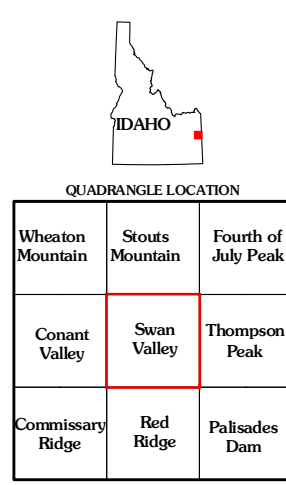 IDAHO
QUADRANGLE LOCATION
Wheaton
Mountain
Stouts
Mountain
Fourth of
July Peak
Conant
Valley
Swan
Valley
Thompson
Peak
Commissary
Ridge
Red
Ridge
Palisades
Dam